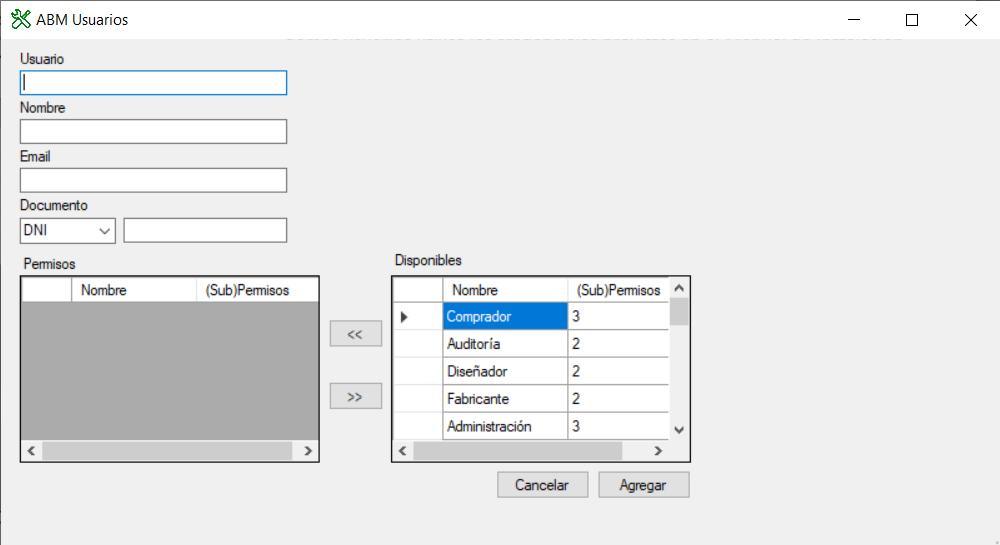 ABM Usuarios
Usuario
Nombre
Email
Documento
DNI
Permisos
Nombre (Sub)Permisos
<<
>>
Disponibles
Nombre (Sub)Permisos
Comprador 3
Auditoría 2
Diseñador 2
Fabricante 2
Administración 3
Cancelar Agregar